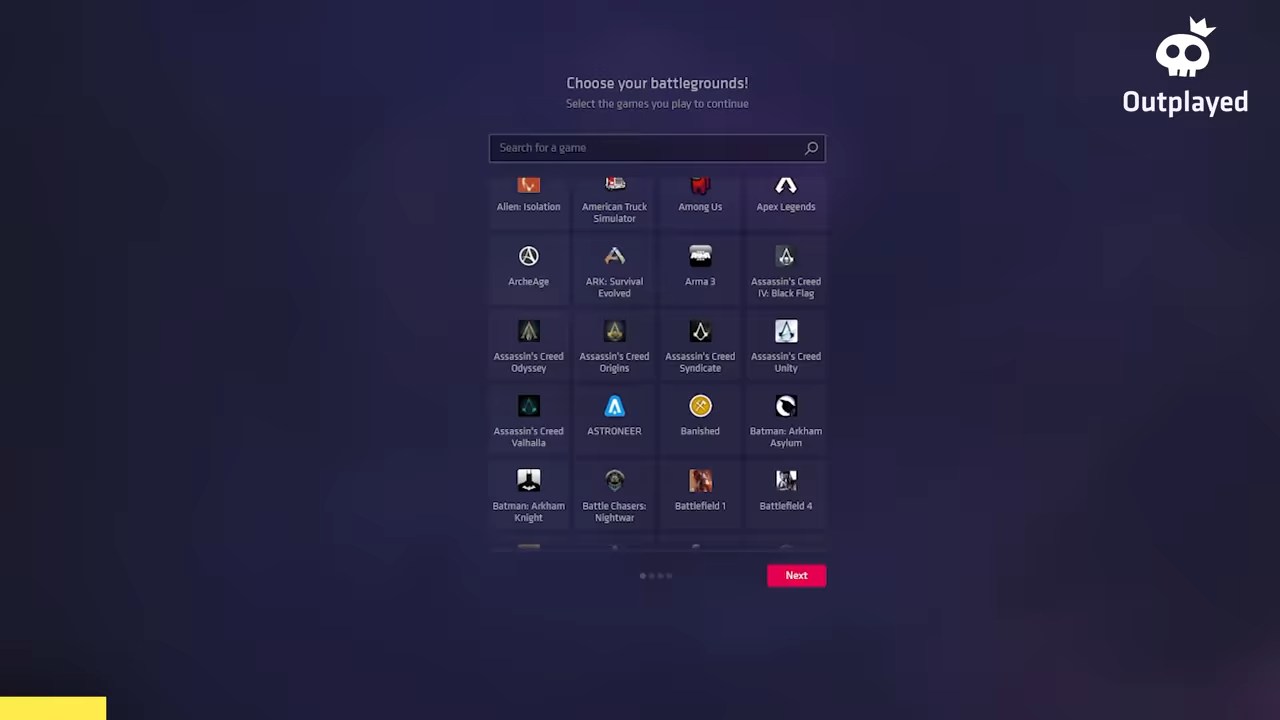 Outplayed
Choose your battlegrounds!
Select the games you play to continue
Search for a game
Alien: Isolation
American Truck
Simulator
Among Us
Apex Legends
ArcheAge
ARK: Survival
Evolved
Arma 3
Assassin's Creed
IV: Black Flag
Assassin's Creed
Odyssey
Assassin's Creed
Origins
Assassin's Creed
Syndicate
Assassin's Creed
Unity
Assassin's Creed
Valhalla
ASTRONEER
Banished
Batman: Arkham
Asylum
Batman: Arkham
Knight
Battle Chasers:
Nightwar
Battlefield 1
Battlefield 4
Next